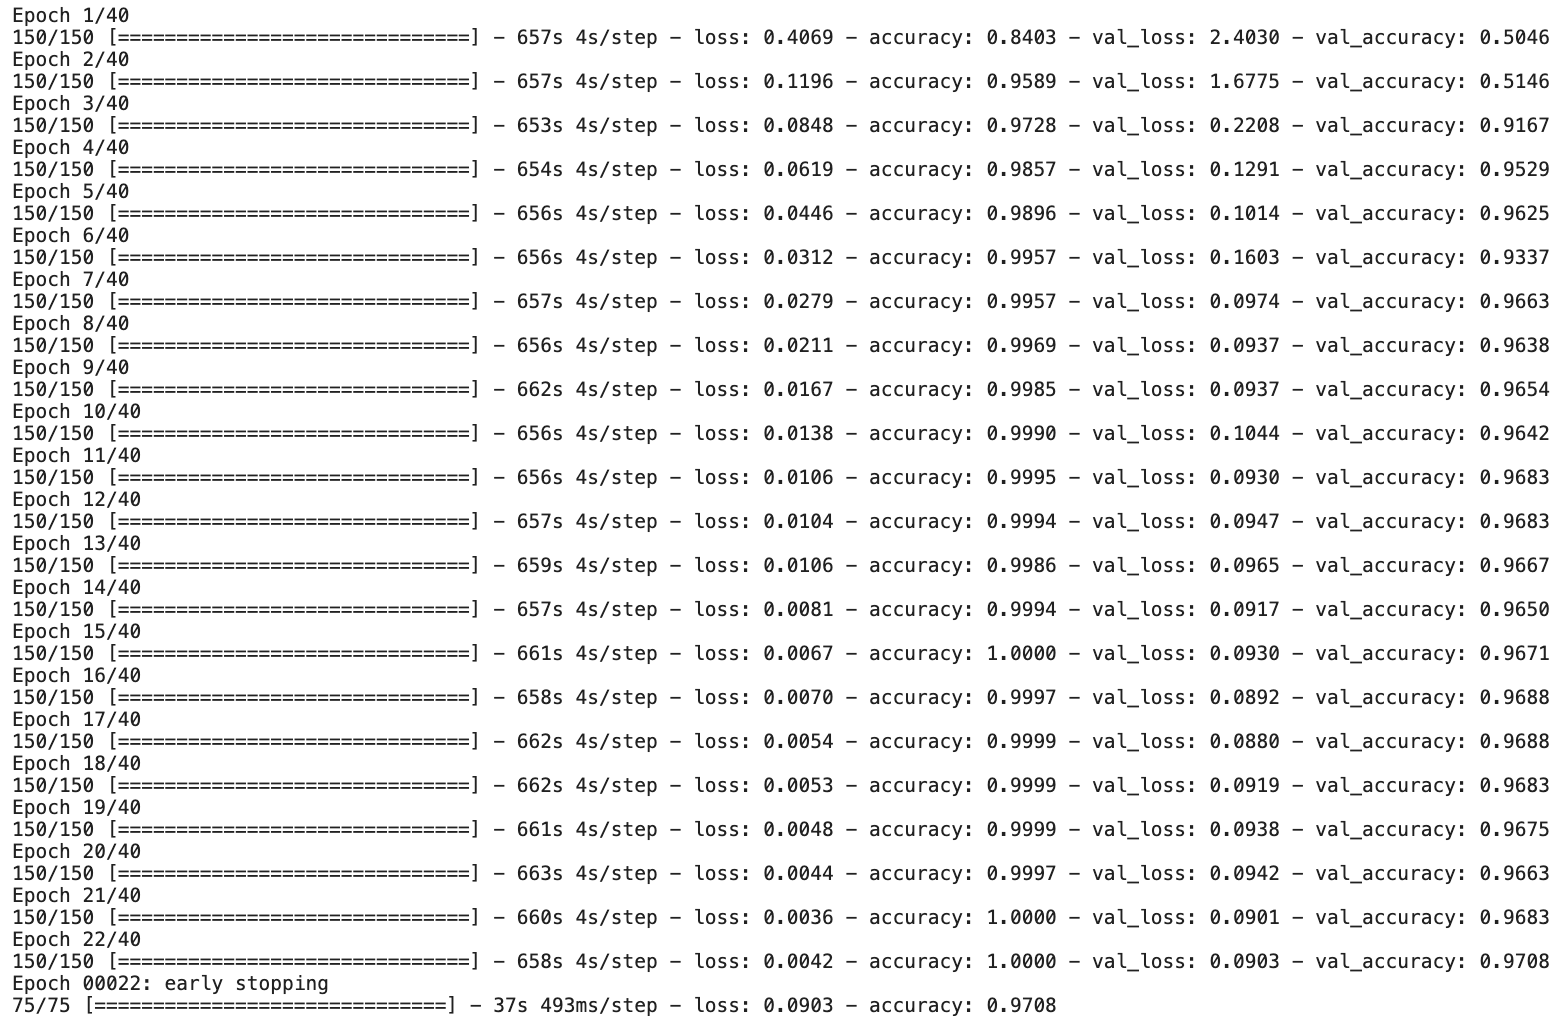 Epoch 1/40
150/150 [==============================] - 657s 4s/step - loss: 0.4069 - accuracy: 0.8403 - val_loss: 2.4030 - val_accuracy: 0.5046
Epoch 2/40
150/150 [==============================] - 657s 4s/step - loss: 0.1196 - accuracy: 0.9589 - val_loss: 1.6775 - val_accuracy: 0.5146
Epoch 3/40
150/150 [==============================] - 653s 4s/step - loss: 0.0848 - accuracy: 0.9728 - val_loss: 0.2208 - val_accuracy: 0.9167
Epoch 4/40
150/150 [==============================] - 654s 4s/step - loss: 0.0619 - accuracy: 0.9857 - val_loss: 0.1291 - val_accuracy: 0.9529
Epoch 5/40
150/150 [==============================] - 656s 4s/step - loss: 0.0446 - accuracy: 0.9896 - val_loss: 0.1014 - val_accuracy: 0.9625
Epoch 6/40
150/150 [==============================] - 656s 4s/step - loss: 0.0312 - accuracy: 0.9957 - val_loss: 0.1603 - val_accuracy: 0.9337
Epoch 7/40
150/150 [==============================] - 657s 4s/step - loss: 0.0279 - accuracy: 0.9957 - val_loss: 0.0974 - val_accuracy: 0.9663
Epoch 8/40
150/150 [==============================] - 656s 4s/step - loss: 0.0211 - accuracy: 0.9969 - val_loss: 0.0937 - val_accuracy: 0.9638
Epoch 9/40
150/150 [==============================] - 662s 4s/step - loss: 0.0167 - accuracy: 0.9985 - val_loss: 0.0937 - val_accuracy: 0.9654
Epoch 10/40
150/150 [==============================] - 656s 4s/step - loss: 0.0138 - accuracy: 0.9990 - val_loss: 0.1044 - val_accuracy: 0.9642
Epoch 11/40
150/150 [==============================] - 656s 4s/step - loss: 0.0106 - accuracy: 0.9995 - val_loss: 0.0930 - val_accuracy: 0.9683
Epoch 12/40
150/150 [==============================] - 657s 4s/step - loss: 0.0104 - accuracy: 0.9994 - val_loss: 0.0947 - val_accuracy: 0.9683
Epoch 13/40
150/150 [==============================] - 659s 4s/step - loss: 0.0106 - accuracy: 0.9986 - val_loss: 0.0965 - val_accuracy: 0.9667
Epoch 14/40
150/150 [==============================] - 657s 4s/step - loss: 0.0081 - accuracy: 0.9994 - val_loss: 0.0917 - val_accuracy: 0.9650
Epoch 15/40
150/150 [==============================] - 661s 4s/step - loss: 0.0067 - accuracy: 1.0000 - val_loss: 0.0930 - val_accuracy: 0.9671
Epoch 16/40
150/150 [==============================] - 658s 4s/step - loss: 0.0070 - accuracy: 0.9997 - val_loss: 0.0892 - val_accuracy: 0.9688
Epoch 17/40
150/150 [==============================] - 662s 4s/step - loss: 0.0054 - accuracy: 0.9999 - val_loss: 0.0880 - val_accuracy: 0.9688
Epoch 18/40
150/150 [==============================] - 662s 4s/step - loss: 0.0053 - accuracy: 0.9999 - val_loss: 0.0919 - val_accuracy: 0.9683
Epoch 19/40
150/150 [==============================] - 661s 4s/step - loss: 0.0048 - accuracy: 0.9999 - val_loss: 0.0938 - val_accuracy: 0.9675
Epoch 20/40
150/150 [==============================] - 663s 4s/step - loss: 0.0044 - accuracy: 0.9997 - val_loss: 0.0942 - val_accuracy: 0.9663
Epoch 21/40
150/150 [==============================] - 660s 4s/step - loss: 0.0036 - accuracy: 1.0000 - val_loss: 0.0901 - val_accuracy: 0.9683
Epoch 22/40
150/150 [==============================] - 658s 4s/step - loss: 0.0042 - accuracy: 1.0000 - val_loss: 0.0903 - val_accuracy: 0.9708
Epoch 00022: early stopping
75/75 [==============================] - 37s 493ms/step - loss: 0.0903 - accuracy: 0.9708